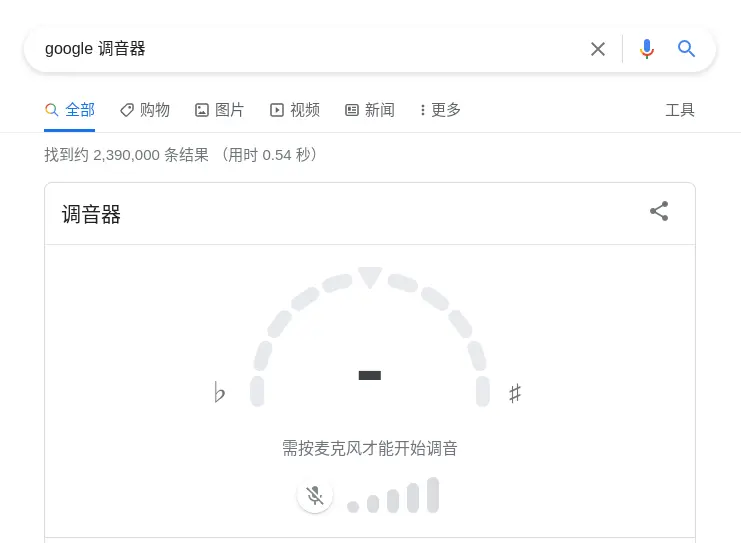 google 调音器
全部 购物 图片 视频 新闻 更多 工具
找到约 2,390,000 条结果 （用时 0.54 秒）
调音器
-
♭ ♯
需按麦克风才能开始调音